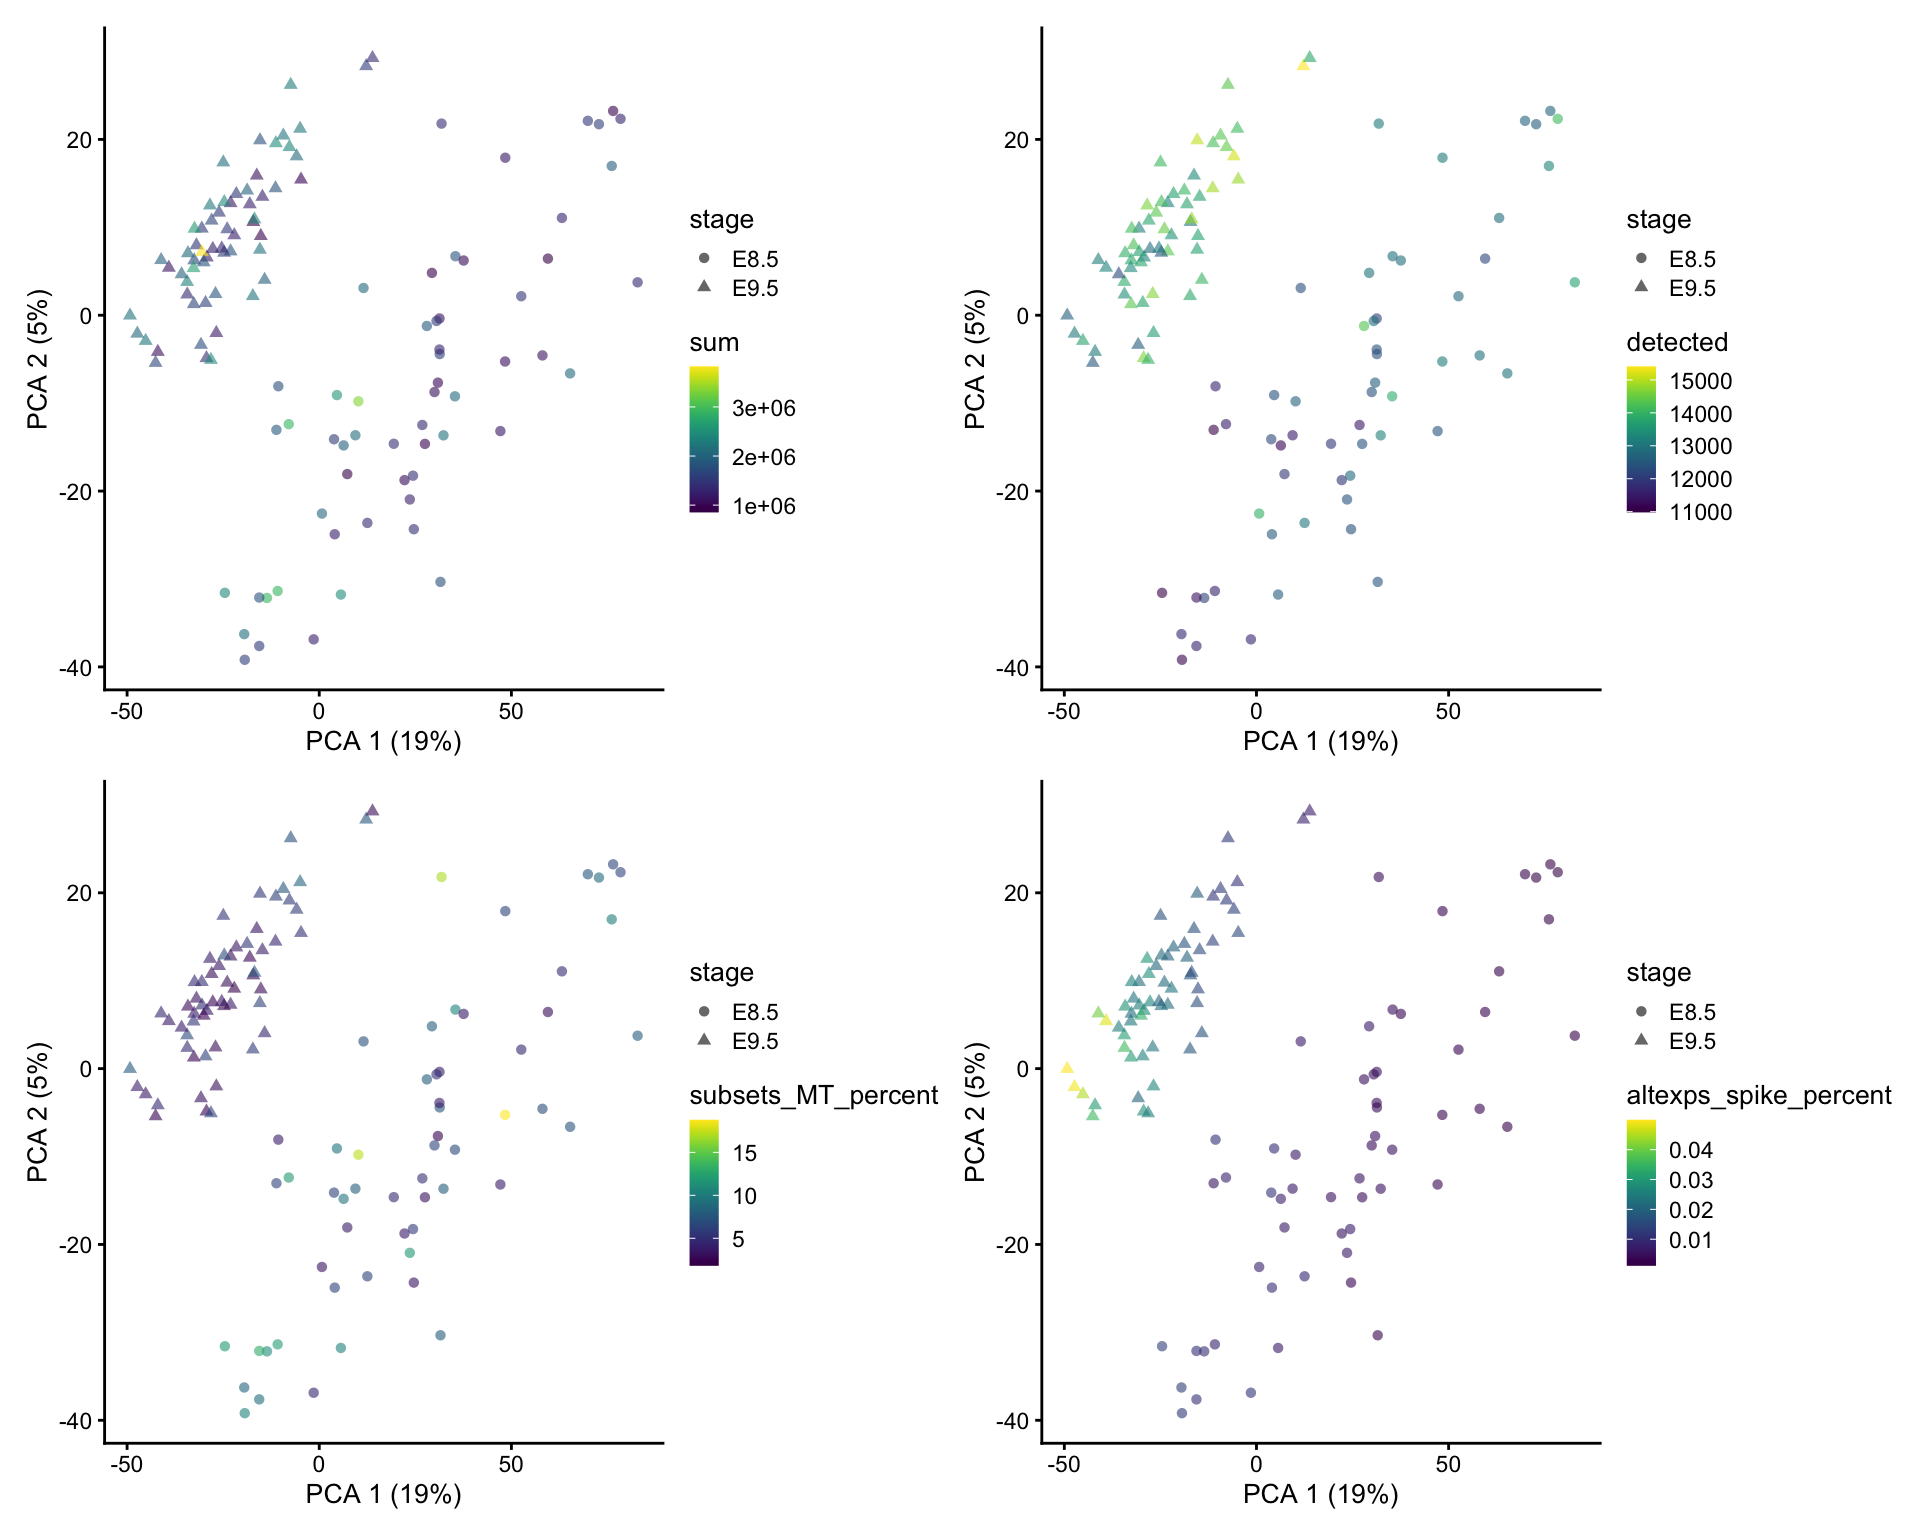 20
0
-20
-40
PCA 2 (5%)
-50
0
50
PCA 1 (19%)
stage
E8.5
E9.5
sum
3e+06
2e+06
1e+06
20
0
-20
-40
PCA 2 (5%)
-50
0
50
PCA 1 (19%)
stage
E8.5
E9.5
detected
15000
14000
13000
12000
11000
20
0
-20
-40
PCA 2 (5%)
-50
0
50
PCA 1 (19%)
stage
E8.5
E9.5
subsets_MT_percent
15
10
5
20
0
-20
-40
PCA 2 (5%)
-50
0
50
PCA 1 (19%)
stage
E8.5
E9.5
altexps_spike_percent
0.04
0.03
0.02
0.01